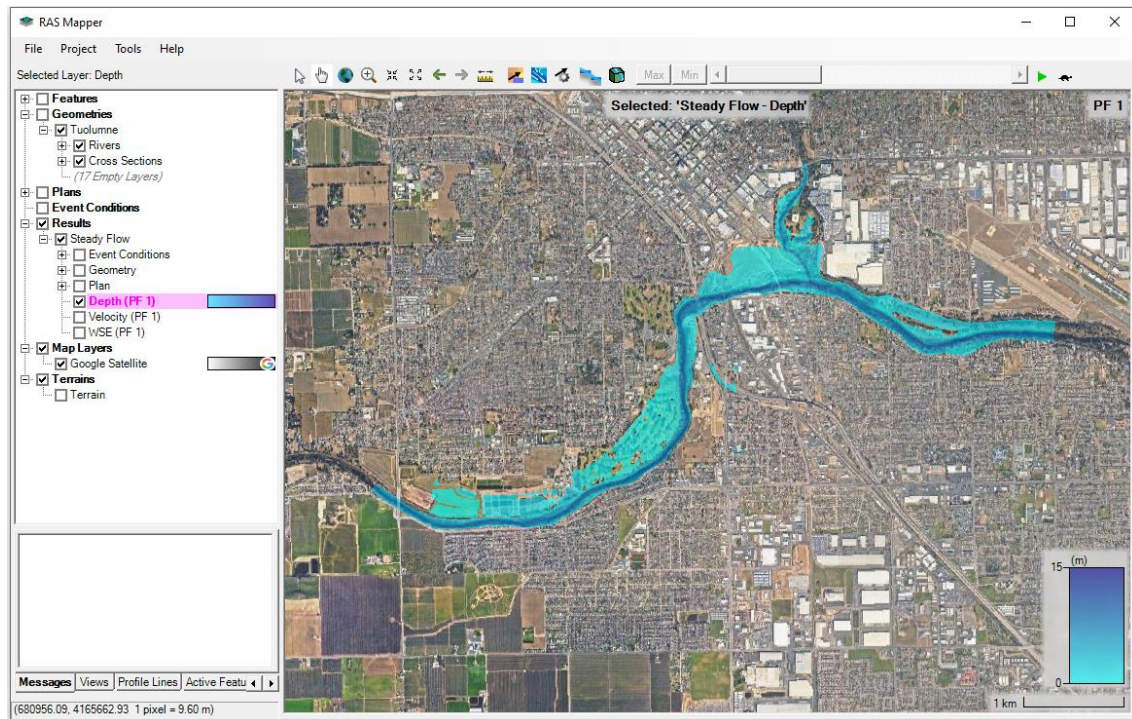 RAS Mapper
File Project Tools Help
Selected Layer: Depth
Max Min
Features
Geometries
Tuolumne
Rivers
Cross Sections
(17 Empty Layers)
Plans
Event Conditions
Results
Steady Flow
Event Conditions
Geometry
Plan
Depth (PF 1)
Velocity (PF 1)
WSE (PF 1)
Map Layers
Google Satellite
G
Terrains
Terrain
Selected: 'Steady Flow - Depth'
PF 1
15 (m)
0
1 km
Messages Views Profile Lines Active Featu
(680956.09, 4165662.93 1 pixel = 9.60 m)